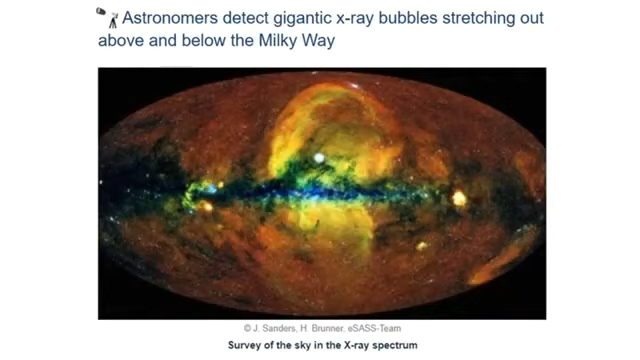 Astronomers detect gigantic x-ray bubbles stretching out
above and below the Milky Way
© J. Sanders, H. Brunner, eSASS-Team
Survey of the sky in the X-ray spectrum